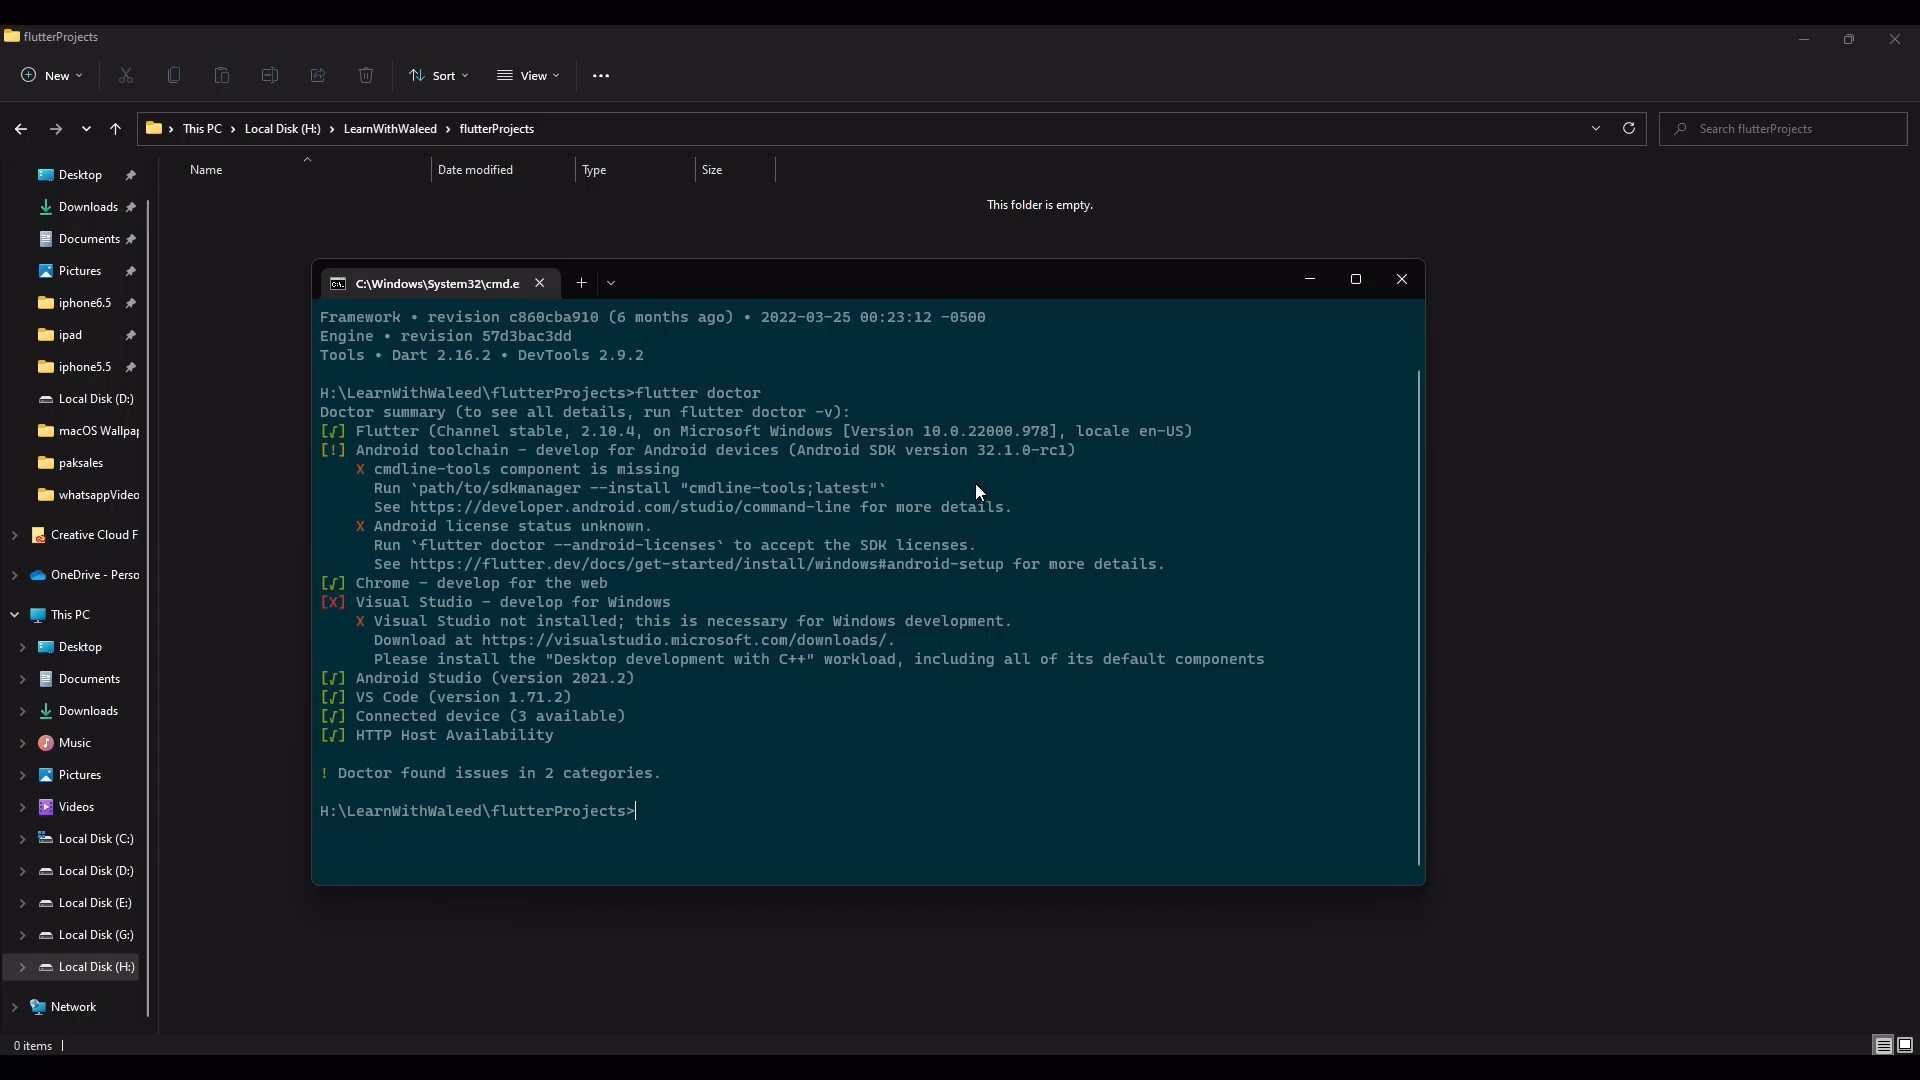 flutterProjects
New
Sort
View
This PC > Local Disk (H:) > LearnWithWaleed > flutterProjects
Search flutterProjects
Name
Date modified
Type
Size
This folder is empty.
Desktop
Downloads
Documents
Pictures
iphone6.5
ipad
iphone5.5
Local Disk (D:)
macOS Wallpa
paksales
whatsappVideo
Creative Cloud F
OneDrive - Perso
This PC
Desktop
Documents
Downloads
Music
Pictures
Videos
Local Disk (C:)
Local Disk (D:)
Local Disk (E:)
Local Disk (G:)
Local Disk (H:)
Network
0 items
C:\Windows\System32\cmd.e
Framework • revision c860cba910 (6 months ago) • 2022-03-25 00:23:12 -0500
Engine • revision 57d3bac3dd
Tools • Dart 2.16.2 • DevTools 2.9.2
H:\LearnWithWaleed\flutterProjects>flutter doctor
Doctor summary (to see all details, run flutter doctor -v):
[√] Flutter (Channel stable, 2.10.4, on Microsoft Windows [Version 10.0.22000.978], locale en-US)
[!] Android toolchain - develop for Android devices (Android SDK version 32.1.0-rc1)
X cmdline-tools component is missing
Run `path/to/sdkmanager --install "cmdline-tools;latest"`
See https://developer.android.com/studio/command-line for more details.
X Android license status unknown.
Run `flutter doctor --android-licenses` to accept the SDK licenses.
See https://flutter.dev/docs/get-started/install/windows#android-setup for more details.
[√] Chrome - develop for the web
[X] Visual Studio - develop for Windows
X Visual Studio not installed; this is necessary for Windows development.
Download at https://visualstudio.microsoft.com/downloads/.
Please install the "Desktop development with C++" workload, including all of its default components
[√] Android Studio (version 2021.2)
[√] VS Code (version 1.71.2)
[√] Connected device (3 available)
[√] HTTP Host Availability
! Doctor found issues in 2 categories.
H:\LearnWithWaleed\flutterProjects>